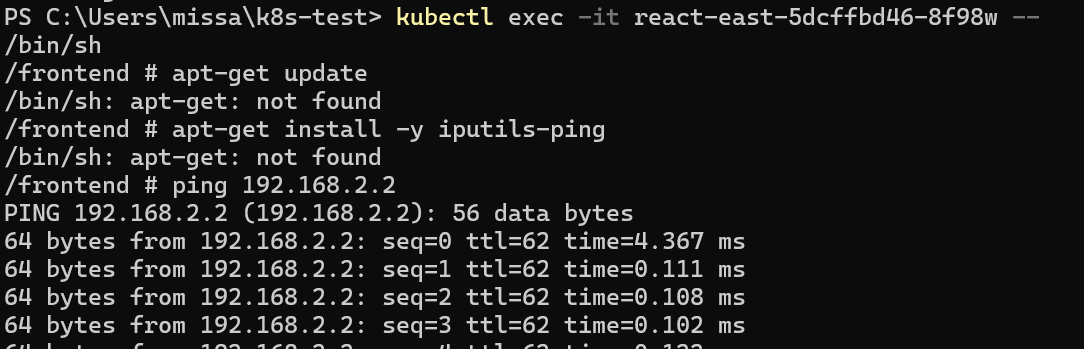 PS C:\Users\missa\k8s-test> kubectl exec -it react-east-5dcffbd46-8f98w --
/bin/sh
/frontend # apt-get update
/bin/sh: apt-get: not found
/frontend # apt-get install -y iputils-ping
/bin/sh: apt-get: not found
/frontend # ping 192.168.2.2
PING 192.168.2.2 (192.168.2.2): 56 data bytes
64 bytes from 192.168.2.2: seq=0 ttl=62 time=4.367 ms
64 bytes from 192.168.2.2: seq=1 ttl=62 time=0.111 ms
64 bytes from 192.168.2.2: seq=2 ttl=62 time=0.108 ms
64 bytes from 192.168.2.2: seq=3 ttl=62 time=0.102 ms